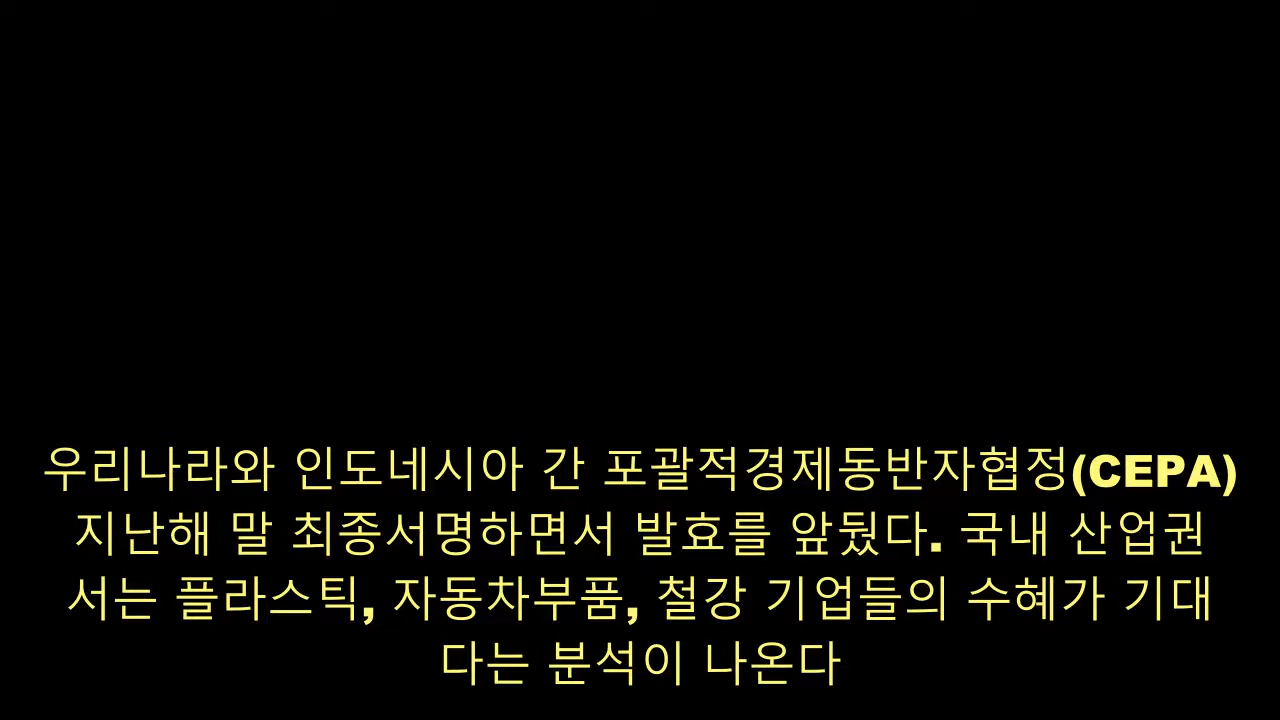 우리나라와 인도네시아 간 포괄적경제동반자협정(CEPA)
지난해 말 최종서명하면서 발효를 앞뒀다. 국내 산업권
서는 플라스틱, 자동차부품, 철강 기업들의 수혜가 기대
다는 분석이 나온다